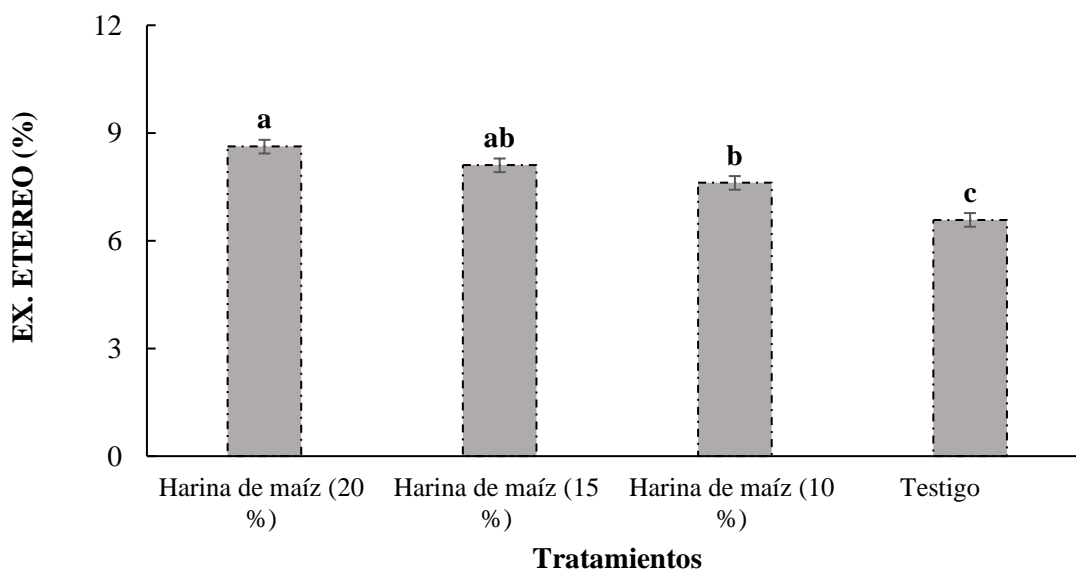 EX. ETEREO (%)
12
9
6
3
0
a
ab
b
c
Harina de maíz (20
%)
Harina de maíz (15
%)
Harina de maíz (10
%)
Testigo
Tratamientos